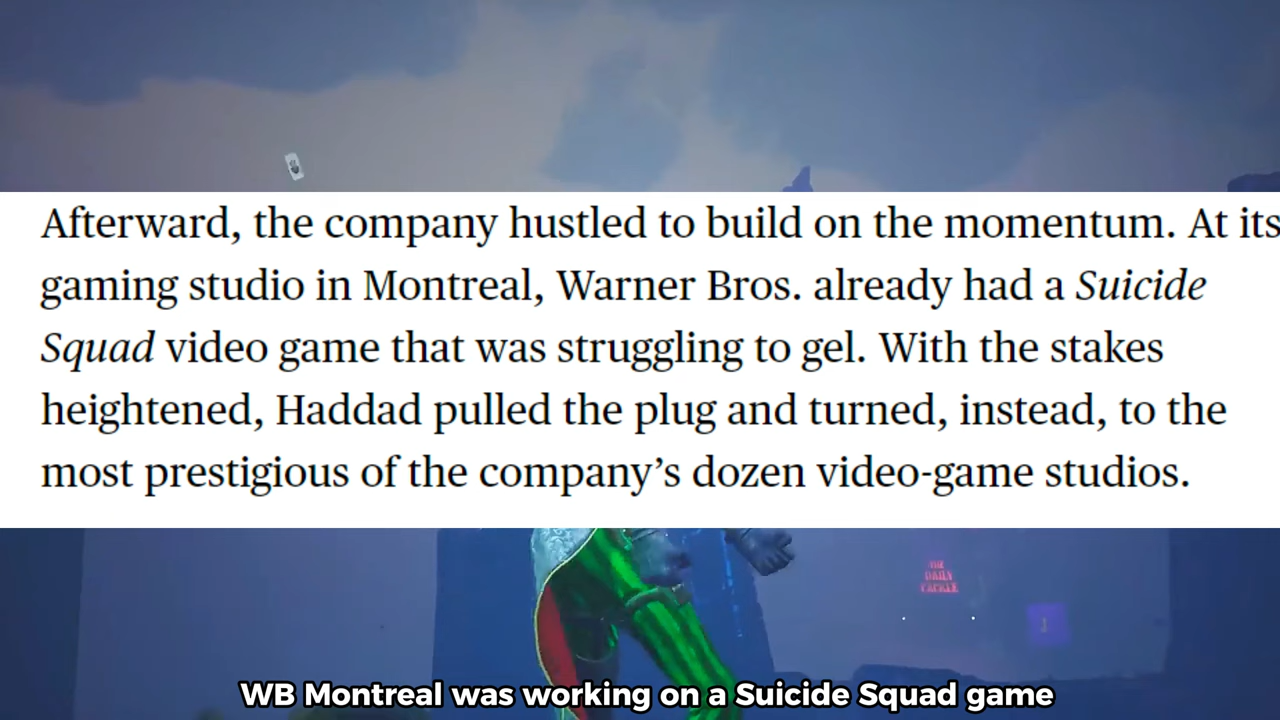 Afterward, the company hustled to build on the momentum. At its
gaming studio in Montreal, Warner Bros. already had a Suicide
Squad video game that was struggling to gel. With the stakes
heightened, Haddad pulled the plug and turned, instead, to the
most prestigious of the company’s dozen video-game studios.
THE
DAILY
WB Montreal was working on a Suicide Squad game